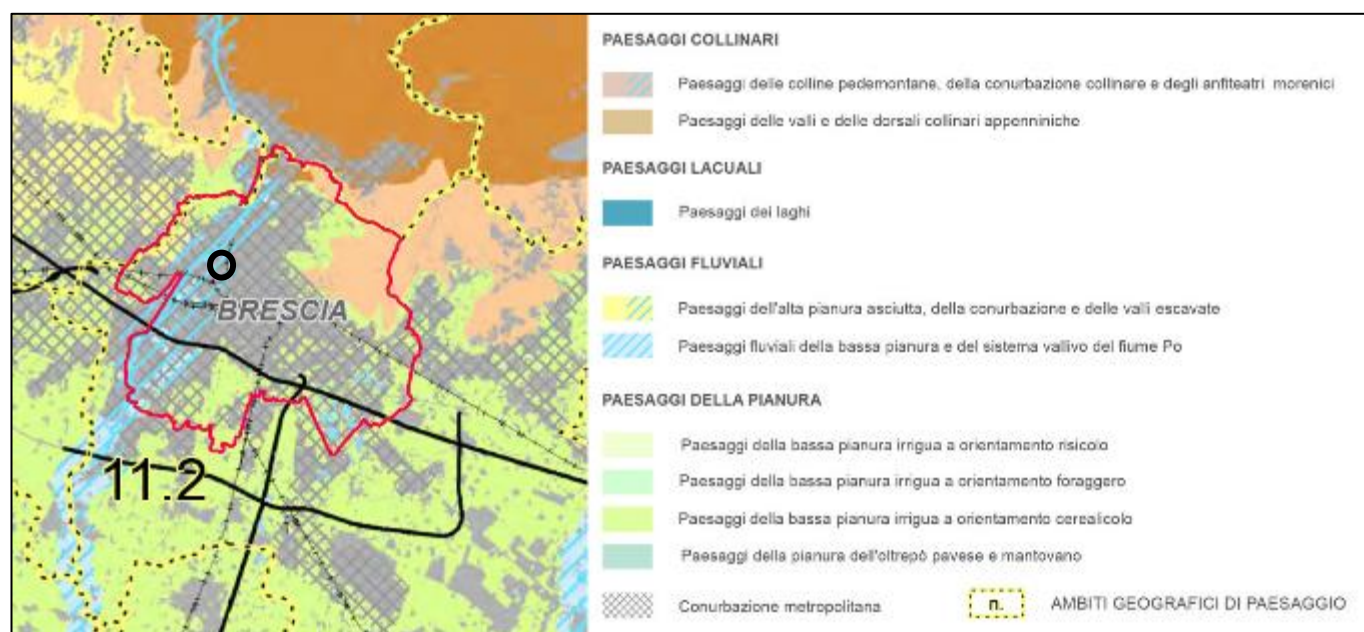 BRESCIA
11.2
PAESAGGI COLLINARI
Paesaggi delle colline pedemontane, della conurbazione collinare e degli anfiteatri morenici
Paesaggi delle valli e delle dorsali collinari appenniniche
PAESAGGI LACUALI
Paesaggi dei laghi
PAESAGGI FLUVIALI
Paesaggi dell'alta pianura asciutta, della conurbazione e delle valli escavate
Paesaggi fluviali della bassa pianura e del sistema vallivo del fiume Po
PAESAGGI DELLA PIANURA
Paesaggi della bassa pianura irrigua a orientamento risicolo
Paesaggi della bassa pianura irrigua a orientamento foraggero
Paesaggi della bassa pianura irrigua a orientamento cerealicolo
Paesaggi della pianura dell'oltrepò pavese e mantovano
Conurbazione metropolitana
n. AMBITI GEOGRAFICI DI PAESAGGIO